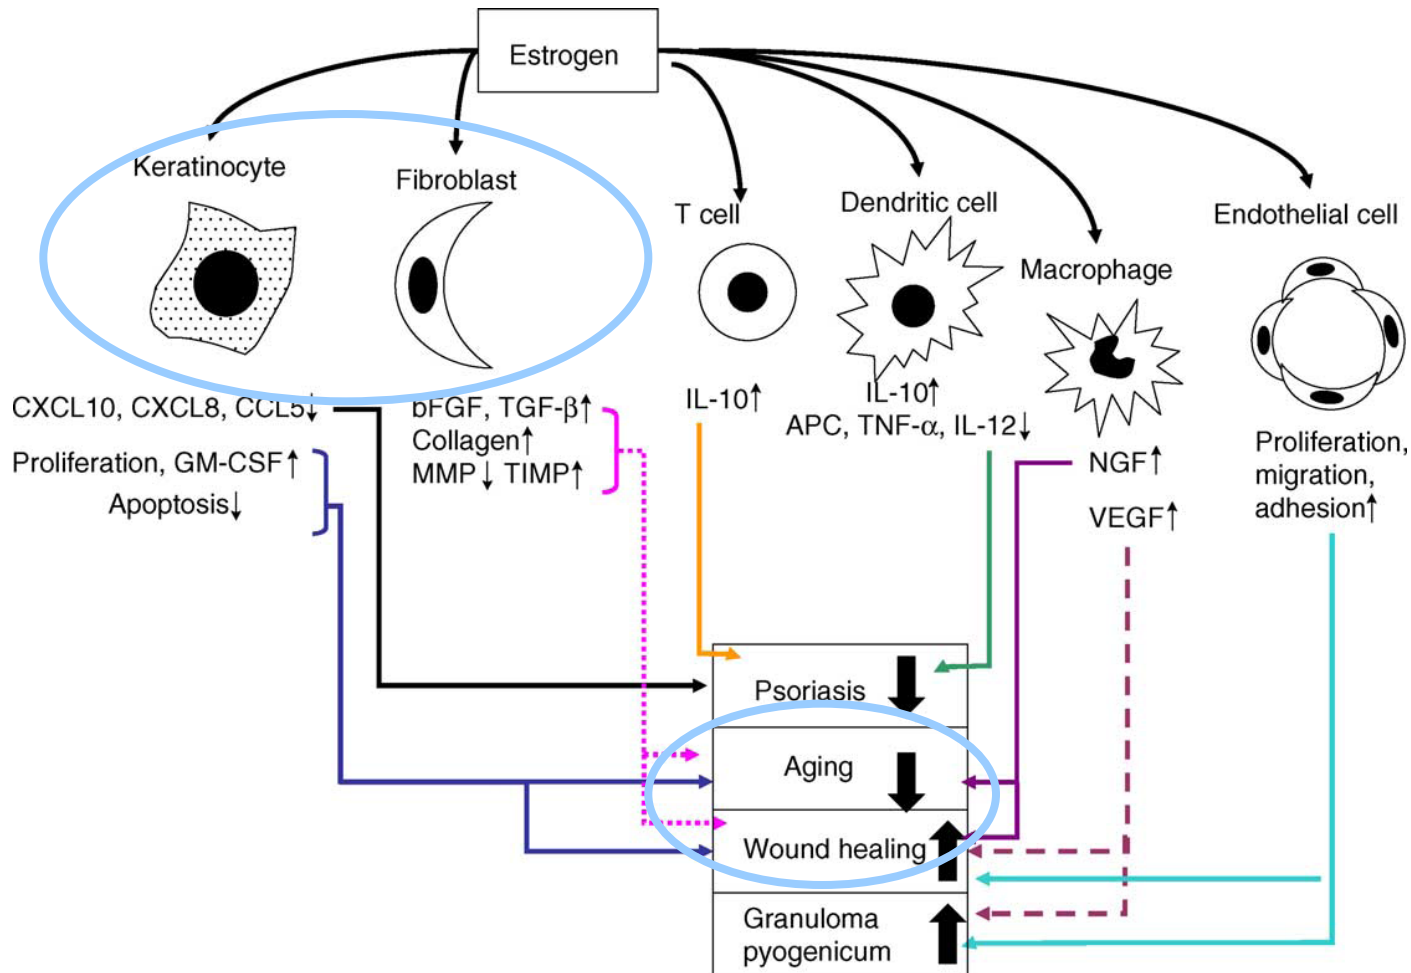 Estrogen
Keratinocyte
Fibroblast
T cell
Dendritic cell
Macrophage
Endothelial cell
CXCL10, CXCL8, CCL5↓
Proliferation, GM-CSF↑
Apoptosis↓
bFGF, TGF-β↑
Collagen↑
MMP↓ TIMP↑
IL-10↑
IL-10↑
APC, TNF-α, IL-12↓
NGF↑
VEGF↑
Proliferation,
migration,
adhesion↑
Psoriasis
Aging
Wound healing
Granuloma
pyogenicum